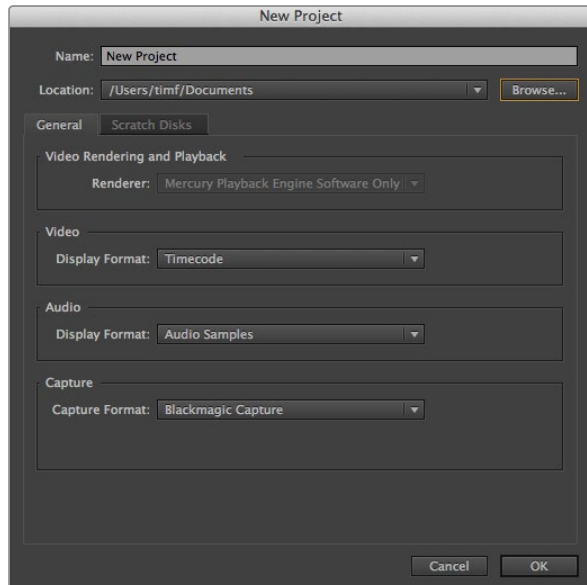 New Project
Name: New Project
Location: /Users/timf/Documents Browse...
General Scratch Disks
Video Rendering and Playback
Renderer: Mercury Playback Engine Software Only
Video
Display Format: Timecode
Audio
Display Format: Audio Samples
Capture
Capture Format: Blackmagic Capture
Cancel OK